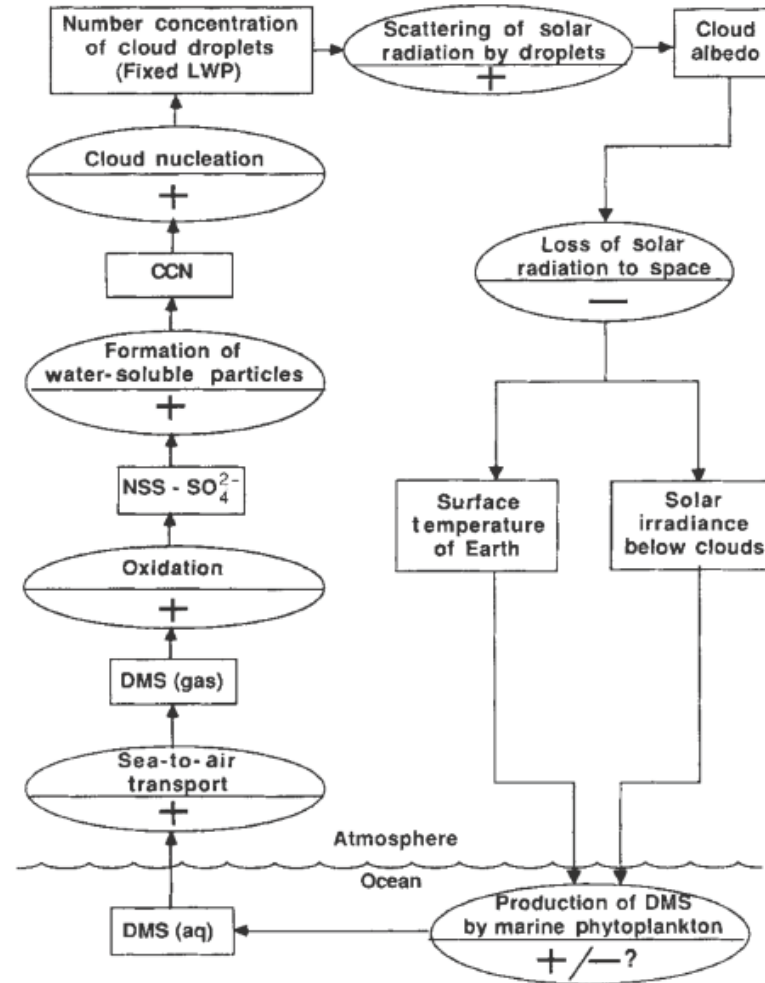 Number concentration
of cloud droplets
(Fixed LWP)
Scattering of solar
radiation by droplets
+
Cloud
albedo
Cloud nucleation
+
Loss of solar
radiation to space
—
CCN
Formation of
water-soluble particles
+
NSS - SO₄²⁻
Surface
temperature
of Earth
Solar
irradiance
below clouds
Oxidation
+
DMS (gas)
Sea-to-air
transport
+
Atmosphere
Ocean
DMS (aq)
Production of DMS
by marine phytoplankton
+/—?